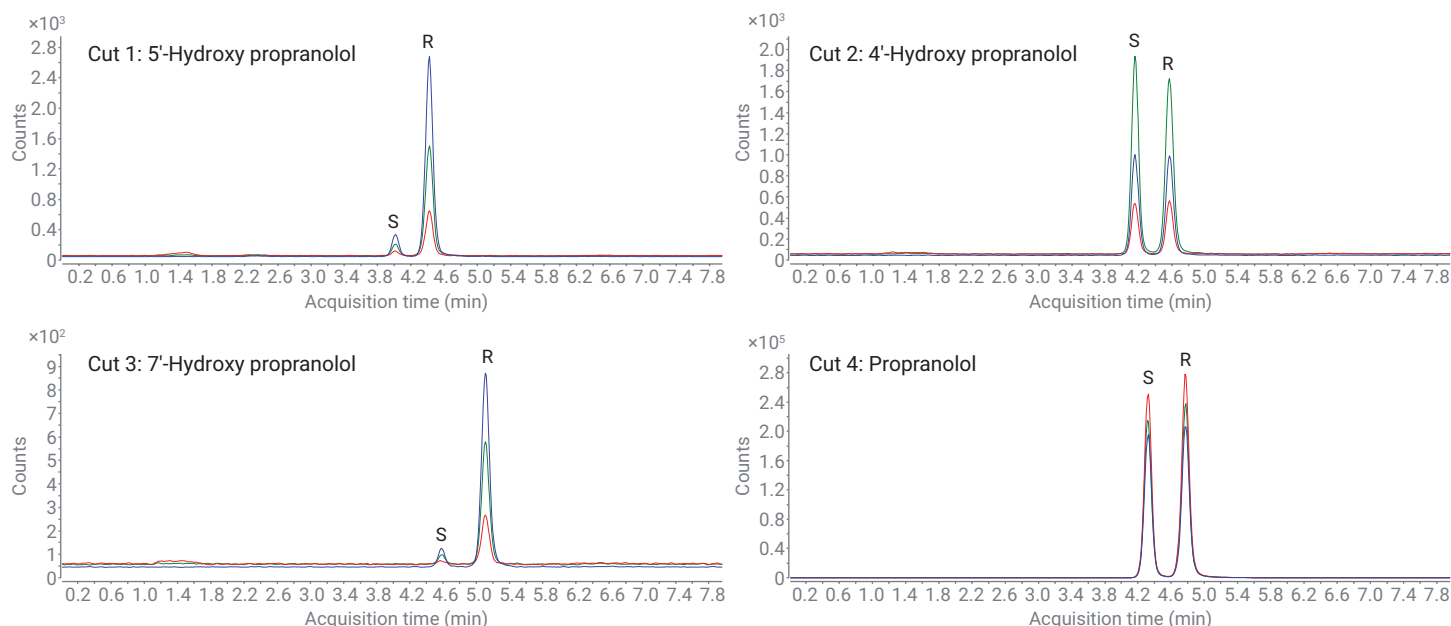 ×10³
Cut 1: 5'-Hydroxy propranolol
R
S
2.8
2.4
2.0
1.6
1.2
0.8
0.4
0
Counts
0.2 0.6 1.0 1.4 1.8 2.2 2.6 3.0 3.4 3.8 4.2 4.6 5.0 5.4 5.8 6.2 6.6 7.0 7.4 7.8
Acquisition time (min)
×10³
Cut 2: 4'-Hydroxy propranolol
S
R
2.0
1.8
1.6
1.4
1.2
1.0
0.8
0.6
0.4
0.2
0
Counts
0.2 0.6 1.0 1.4 1.8 2.2 2.6 3.0 3.4 3.8 4.2 4.6 5.0 5.4 5.8 6.2 6.6 7.0 7.4 7.8
Acquisition time (min)
×10²
Cut 3: 7'-Hydroxy propranolol
R
S
9
8
7
6
5
4
3
2
1
0
Counts
0.2 0.6 1.0 1.4 1.8 2.2 2.6 3.0 3.4 3.8 4.2 4.6 5.0 5.4 5.8 6.2 6.6 7.0 7.4 7.8
Acquisition time (min)
×10⁵
Cut 4: Propranolol
S
R
2.8
2.4
2.0
1.6
1.2
0.8
0.4
0
Counts
0.2 0.6 1.0 1.4 1.8 2.2 2.6 3.0 3.4 3.8 4.2 4.6 5.0 5.4 5.8 6.2 6.6 7.0 7.4 7.8
Acquisition time (min)